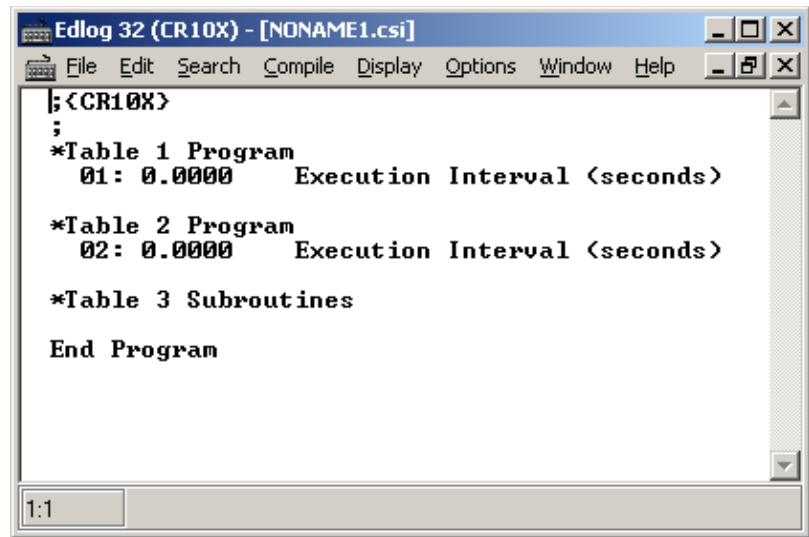 Edlog 32 (CR10X) - [NONAME1.csi]
File Edit Search Compile Display Options Window Help
;{CR10X}
;
*Table 1 Program
01: 0.0000 Execution Interval (seconds)
*Table 2 Program
02: 0.0000 Execution Interval (seconds)
*Table 3 Subroutines
End Program
1:1